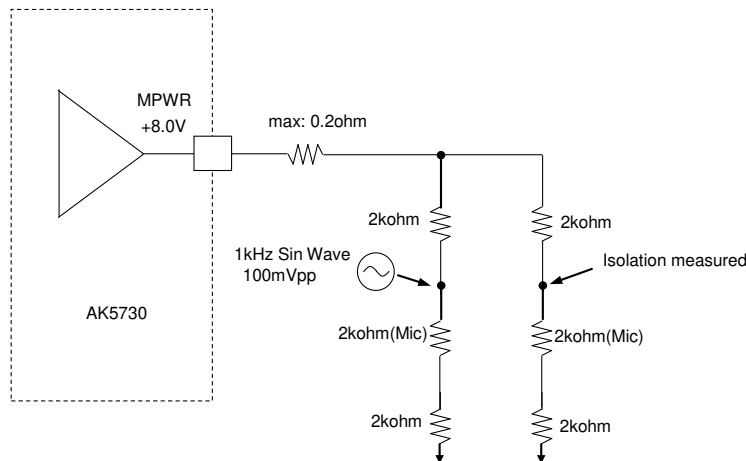 MPWR
+8.0V
max: 0.2ohm
2kohm
2kohm
1kHz Sin Wave
100mVpp
Isolation measured
AK5730
2kohm(Mic)
2kohm(Mic)
2kohm
2kohm